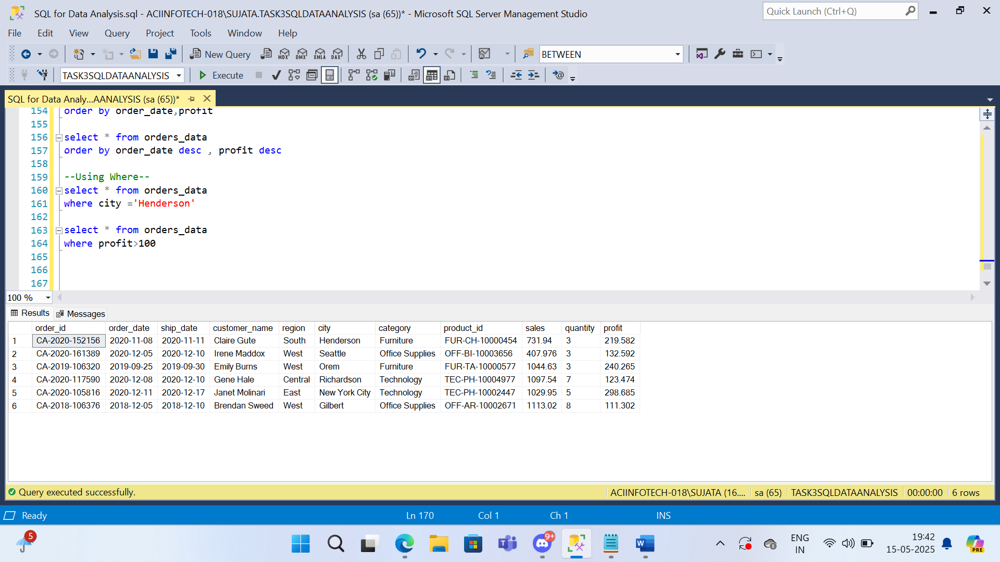 SQL for Data Analysis.sql - ACIINFOTECH-018\SUJATA.TASK3SQLDATAANALYSIS (sa (65))* - Microsoft SQL Server Management Studio
Quick Launch (Ctrl+Q)
File Edit View Query Project Tools Window Help
New Query MDX DMX XMLA DAX BETWEEN
TASK3SQLDATAANALYSIS Execute
SQL for Data Analy...AANALYSIS (sa (65))*
154 order by order_date,profit
155
156 select * from orders_data
157 order by order_date desc , profit desc
158
159 --Using Where--
160 select * from orders_data
161 where city ='Henderson'
162
163 select * from orders_data
164 where profit>100
165
166
167
100 %
Results Messages
order_id order_date ship_date customer_name region city category product_id sales quantity profit
1 CA-2020-152156 2020-11-08 2020-11-11 Claire Gute South Henderson Furniture FUR-CH-10000454 731.94 3 219.582
2 CA-2020-161389 2020-12-05 2020-12-10 Irene Maddox West Seattle Office Supplies OFF-BI-10003656 407.976 3 132.592
3 CA-2019-106320 2019-09-25 2019-09-30 Emily Burns West Orem Furniture FUR-TA-10000577 1044.63 3 240.265
4 CA-2020-117590 2020-12-08 2020-12-10 Gene Hale Central Richardson Technology TEC-PH-10004977 1097.54 7 123.474
5 CA-2020-105816 2020-12-11 2020-12-17 Janet Molinari East New York City Technology TEC-PH-10002447 1029.95 5 298.685
6 CA-2018-106376 2018-12-05 2018-12-10 Brendan Sweed West Gilbert Office Supplies OFF-AR-10002671 1113.02 8 111.302
Query executed successfully. ACIINFOTECH-018\SUJATA (16.... sa (65) TASK3SQLDATAANALYSIS 00:00:00 6 rows
Ready Ln 170 Col 1 Ch 1 INS
5 9+ ENG 19:42
IN 15-05-2025 PRE